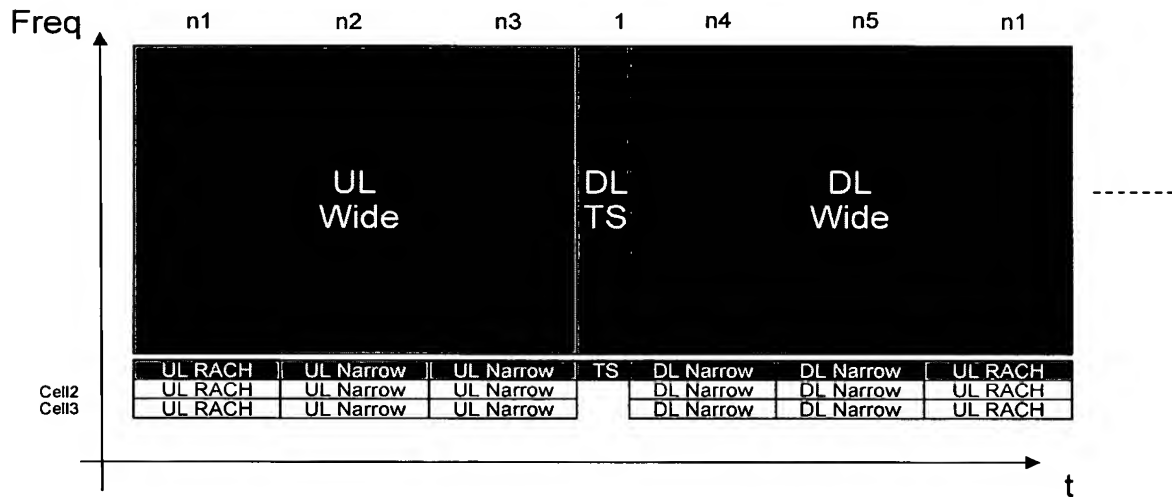 Freq
n1 n2 n3 1 n4 n5 n1
UL Wide
DL TS
DL Wide
UL RACH UL Narrow UL Narrow TS DL Narrow DL Narrow UL RACH
Cell2 UL RACH UL Narrow UL Narrow DL Narrow DL Narrow UL RACH
Cell3 UL RACH UL Narrow UL Narrow DL Narrow DL Narrow UL RACH
t